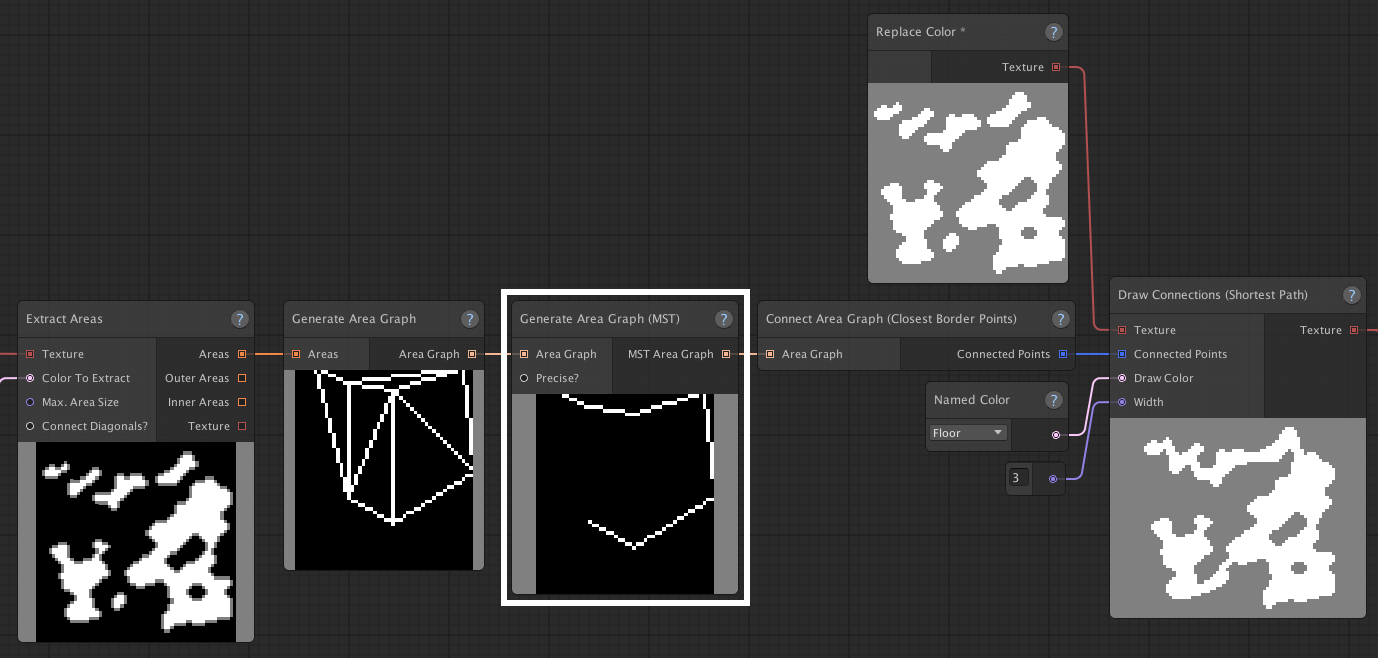 Replace Color * ?
Texture
Extract Areas ?
Texture Areas
Color To Extract Outer Areas
Max. Area Size Inner Areas
Connect Diagonals? Texture
Generate Area Graph ?
Areas Area Graph
Generate Area Graph (MST) ?
Area Graph MST Area Graph
Precise?
Connect Area Graph (Closest Border Points) ?
Area Graph Connected Points
Named Color ?
Floor
3
Draw Connections (Shortest Path) ?
Texture Texture
Connected Points
Draw Color
Width